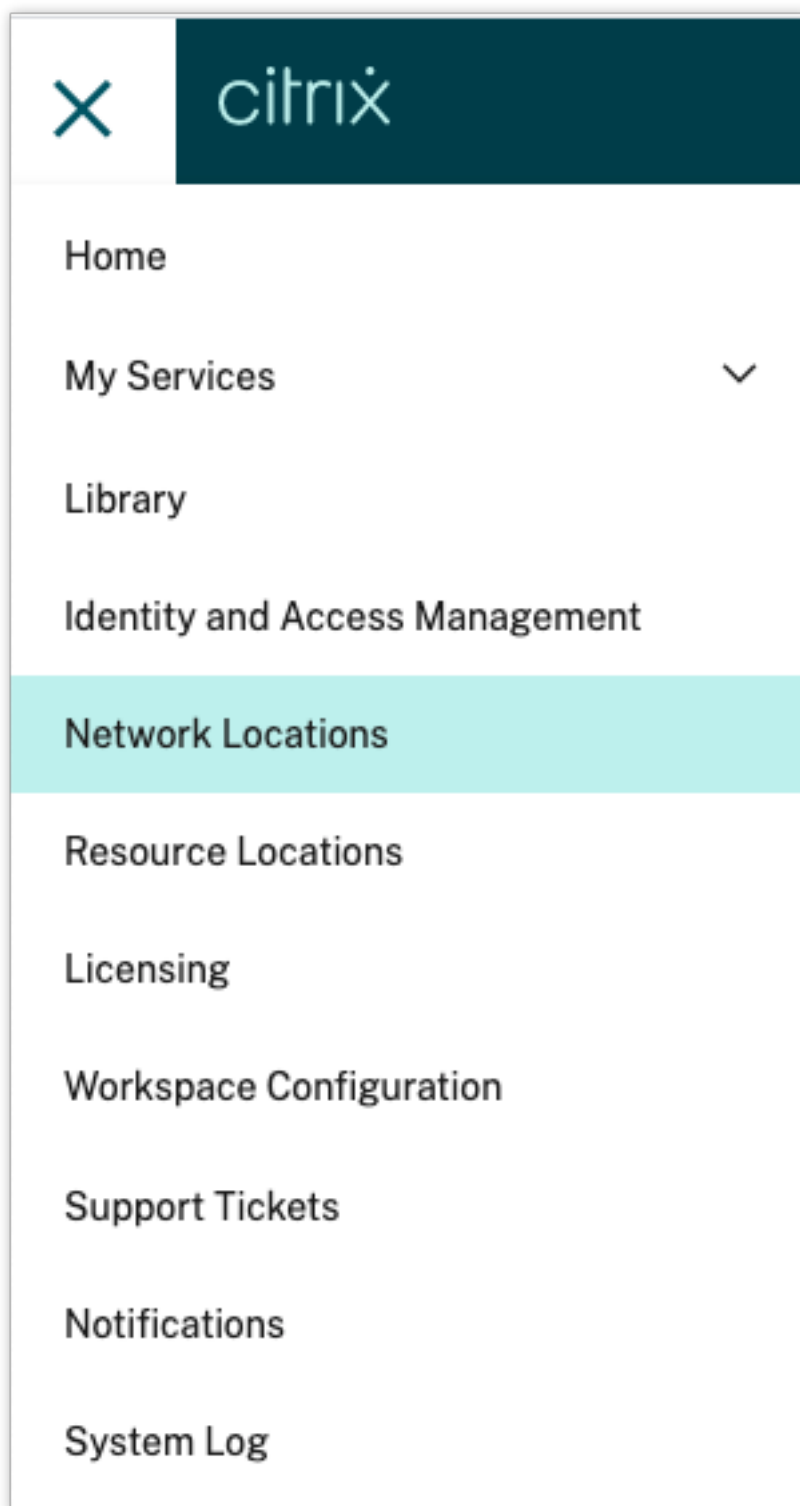 citrix
Home
My Services
Library
Identity and Access Management
Network Locations
Resource Locations
Licensing
Workspace Configuration
Support Tickets
Notifications
System Log